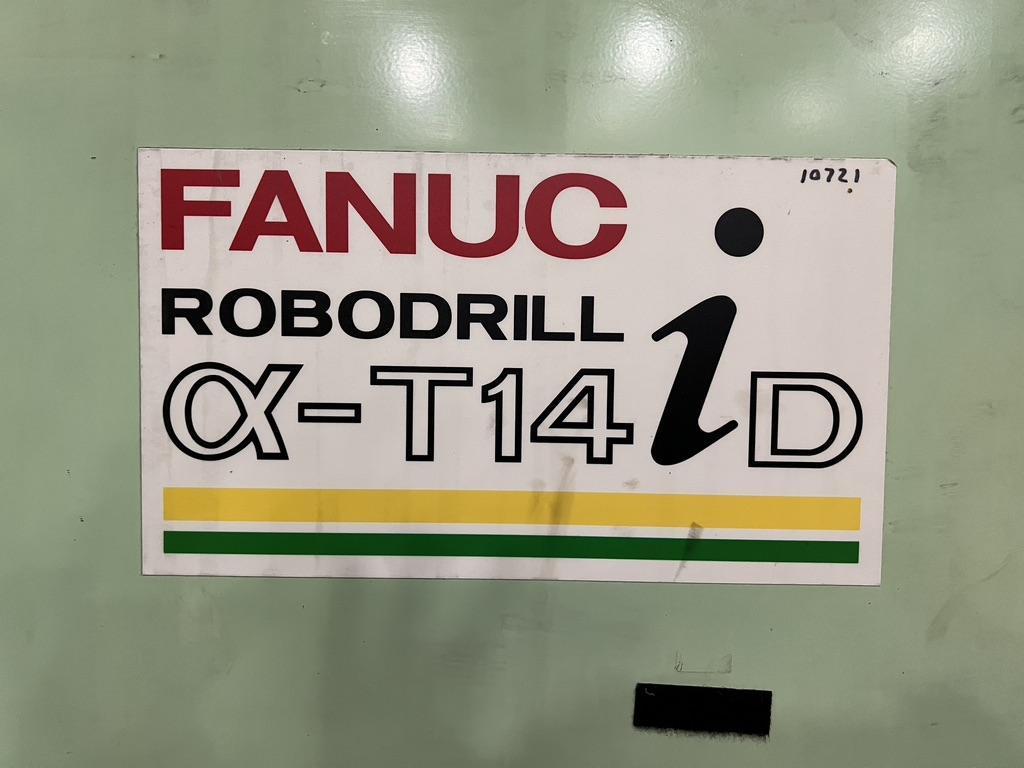 10721
FANUC
ROBODRILL
α-T14iD